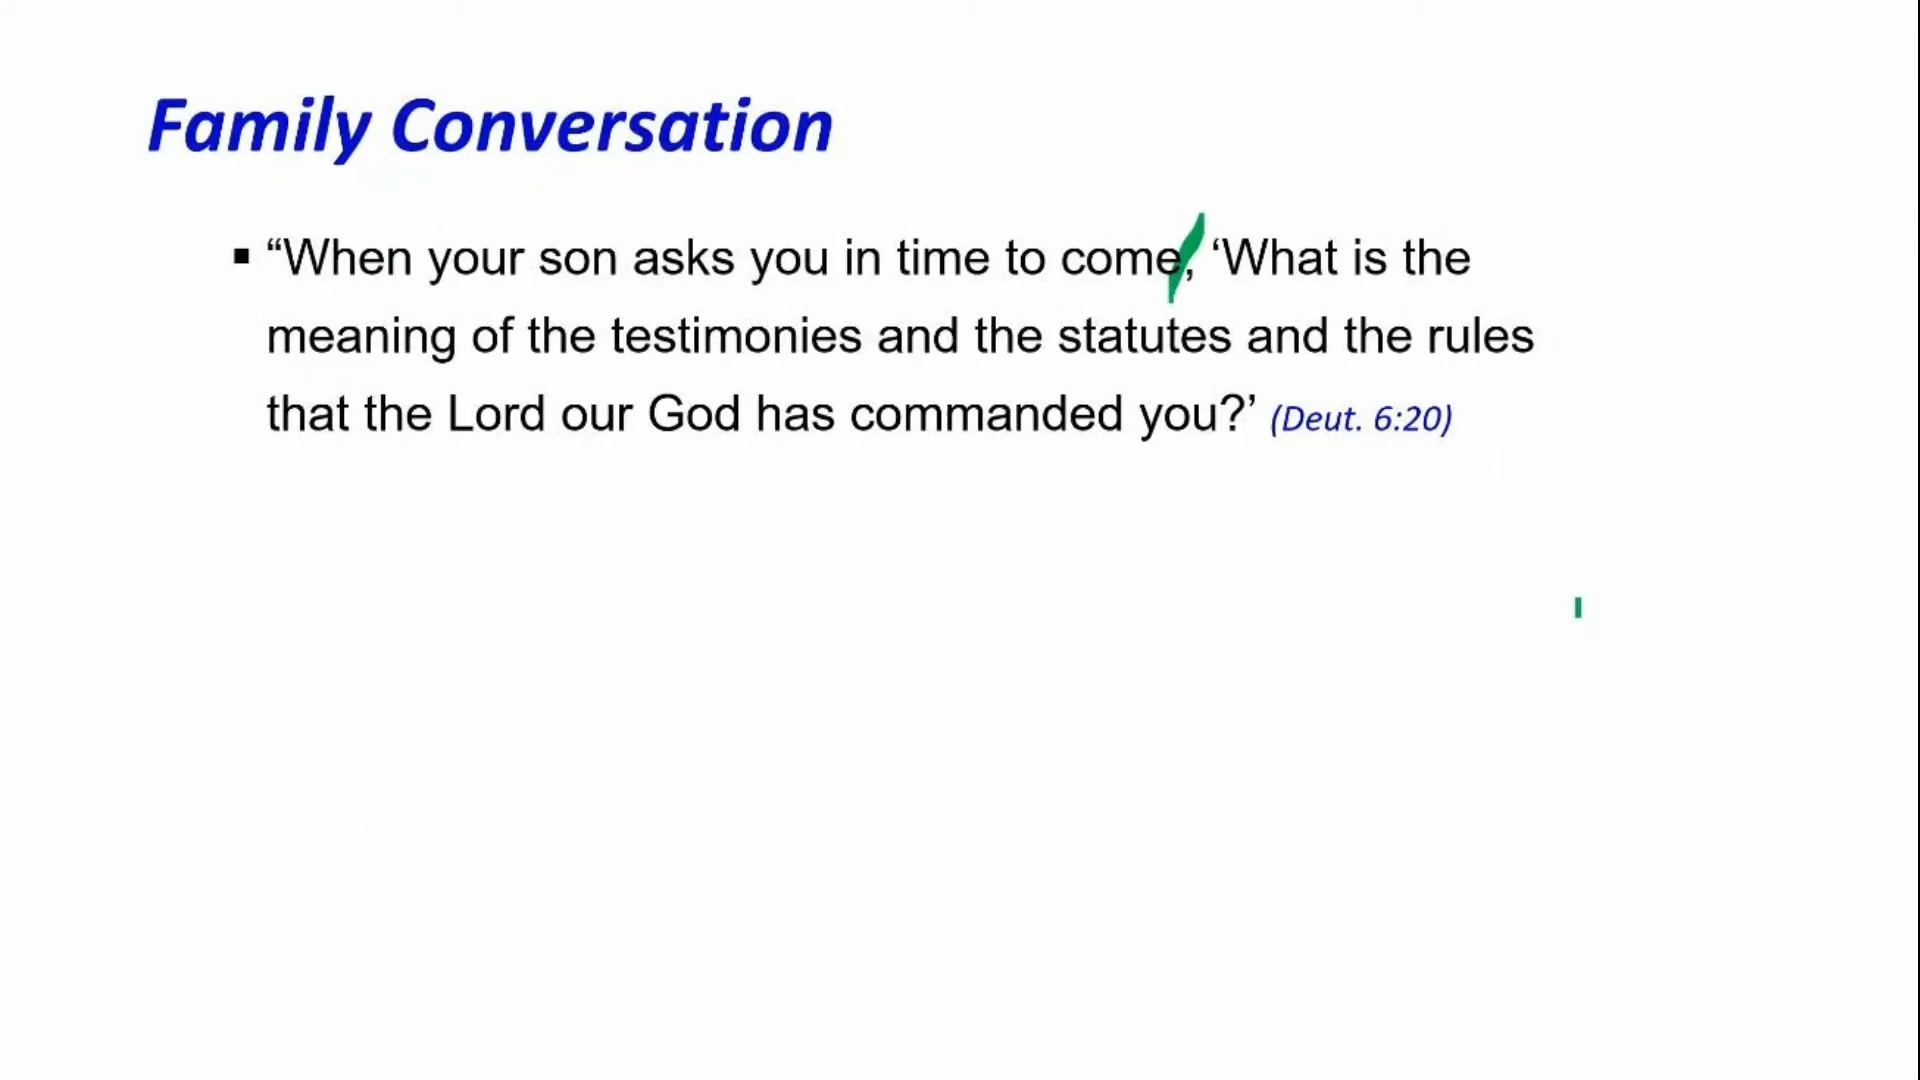 Family Conversation
▪ “When your son asks you in time to come, ‘What is the
meaning of the testimonies and the statutes and the rules
that the Lord our God has commanded you?’ (Deut. 6:20)